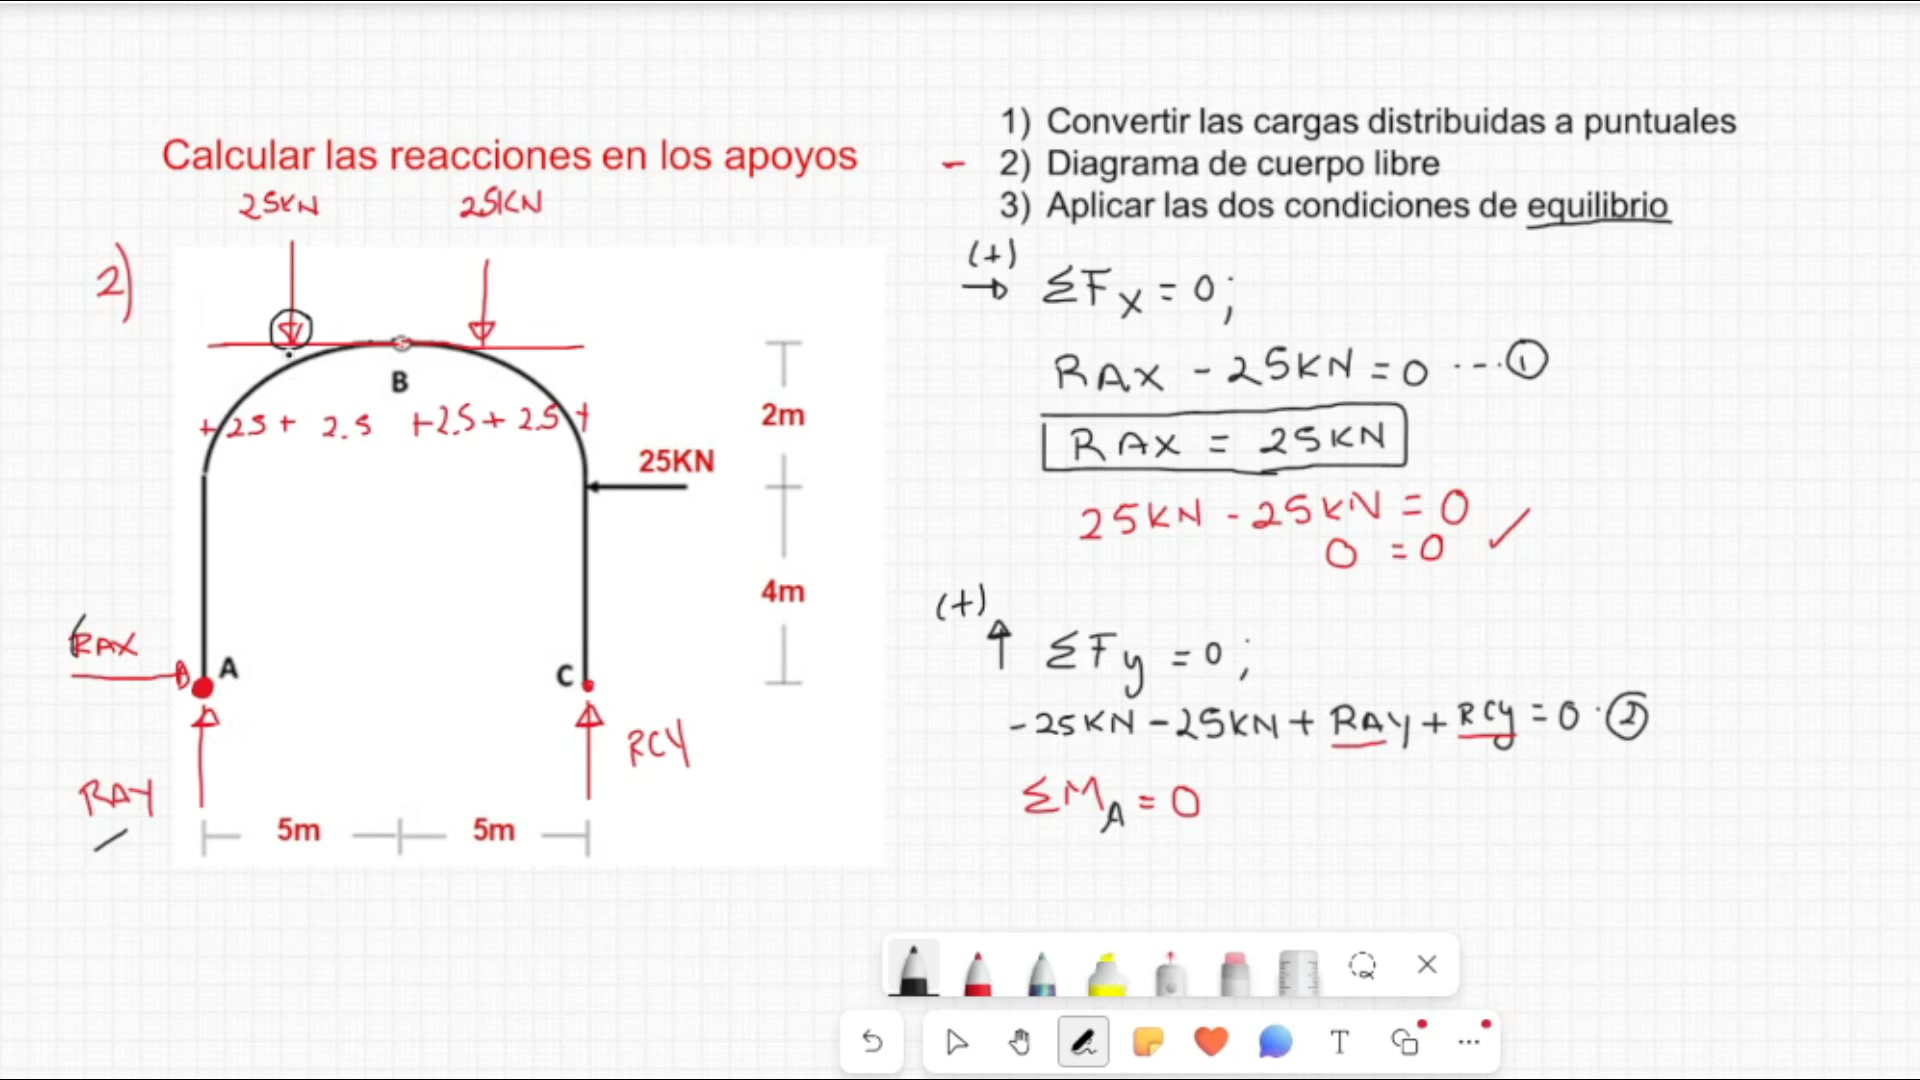 Calcular las reacciones en los apoyos
25KN 25KN
2)
B
+2.5+ 2.5 +2.5+2.5+
25KN
2m
4m
RAX
A
C
RCY
RAY
5m 5m
1) Convertir las cargas distribuidas a puntuales
- 2) Diagrama de cuerpo libre
3) Aplicar las dos condiciones de equilibrio
(+)
→ ΣFx = 0;
RAX - 25KN = 0 ... ①
RAX = 25KN
25KN - 25KN = 0
0 = 0 ✓
(+)
↑ ΣFy = 0;
-25KN - 25KN + RAY + RCy = 0 . ②
ΣMA = 0
T